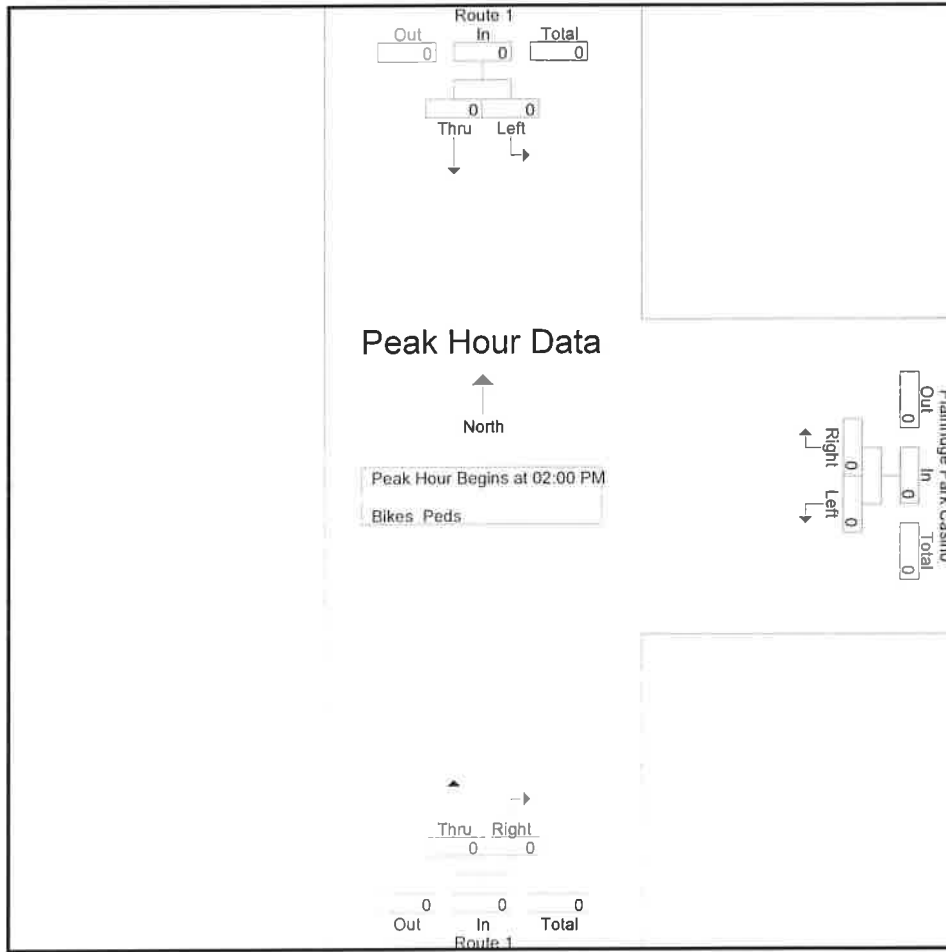 Route 1
Out In Total
0 0 0
0 0
Thru Left
Peak Hour Data
North
Peak Hour Begins at 02:00 PM
Bikes Peds
Right Left
0 0
Out In Total
0 0 0
Park Casino
Thru Right
0 0
0 0 0
Out In Total
Route 1